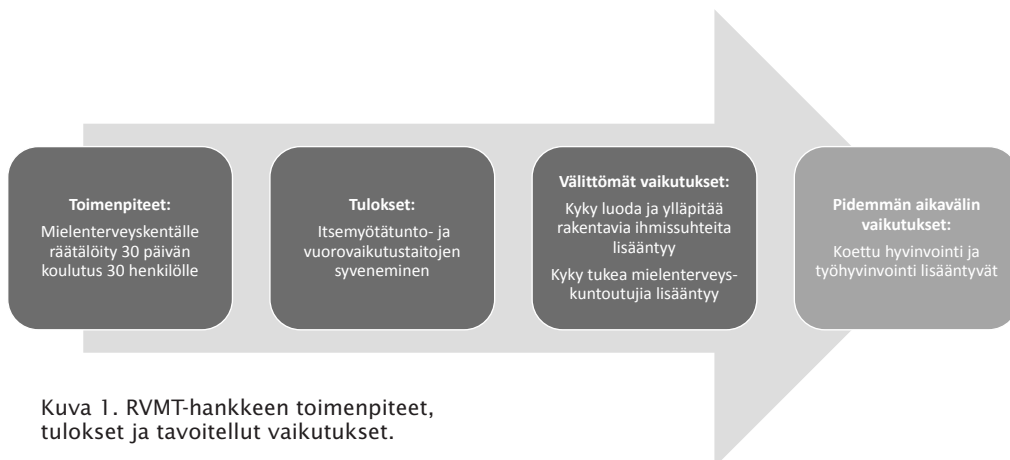 Toimenpiteet:
Mielenterveyskentälle
räätälöity 30 päivän
koulutus 30 henkilölle
Tulokset:
Itsemyötätunto- ja
vuorovaikutustaitojen
syveneminen
Välittömät vaikutukset:
Kyky luoda ja ylläpitää
rakentavia ihmissuhteita
lisääntyy
Kyky tukea mielenterveys-
kuntoutujia lisääntyy
Pidemmän aikavälin
vaikutukset:
Koettu hyvinvointi ja
työhyvinvointi lisääntyvät
Kuva 1. RVMT-hankkeen toimenpiteet,
tulokset ja tavoitellut vaikutukset.